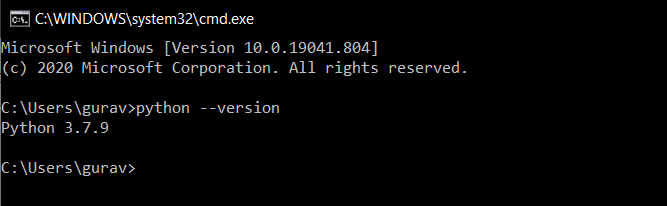 C:\WINDOWS\system32\cmd.exe
Microsoft Windows [Version 10.0.19041.804]
(c) 2020 Microsoft Corporation. All rights reserved.
C:\Users\gurav>python --version
Python 3.7.9
C:\Users\gurav>